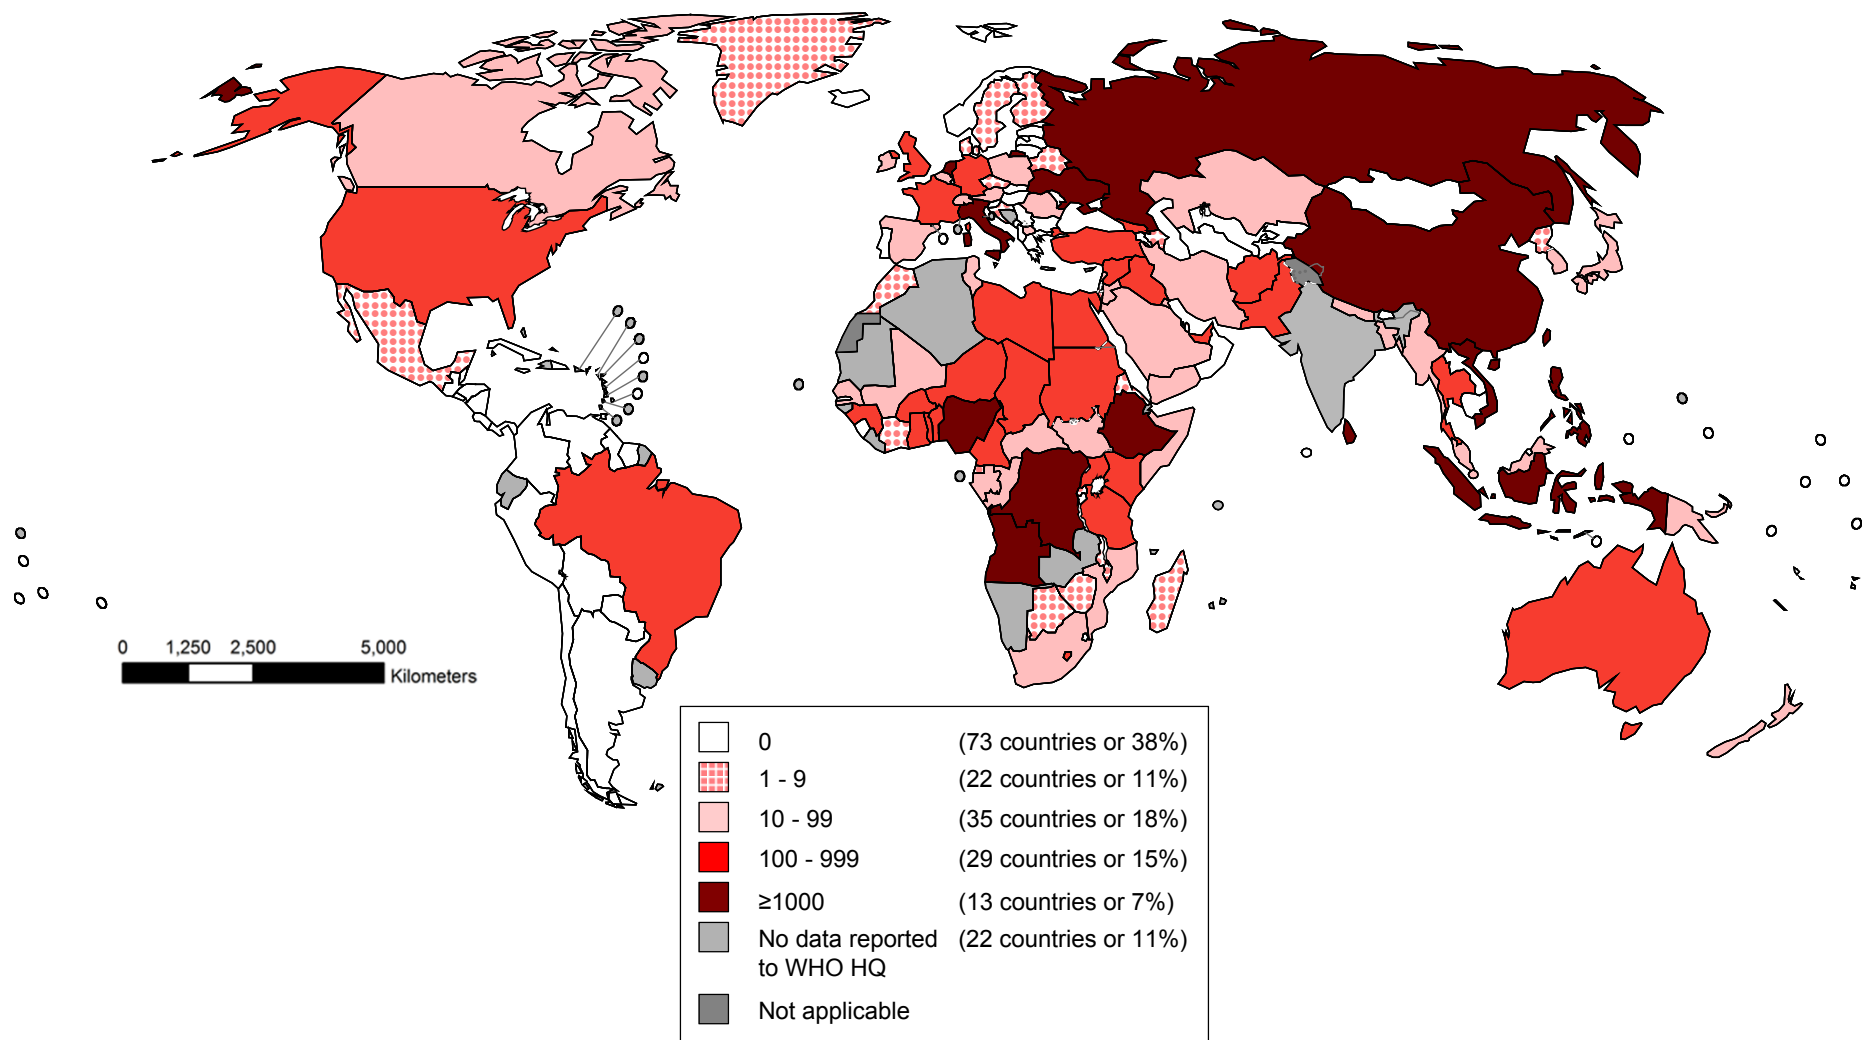 0 1,250 2,500 5,000
Kilometers
0 (73 countries or 38%)
1 - 9 (22 countries or 11%)
10 - 99 (35 countries or 18%)
100 - 999 (29 countries or 15%)
≥1000 (13 countries or 7%)
No data reported (22 countries or 11%)
to WHO HQ
Not applicable